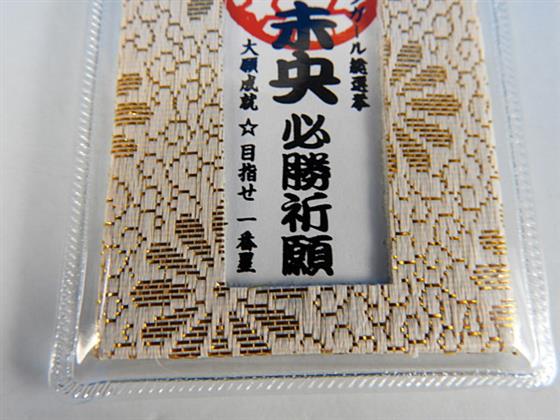 ガール総選挙
未央 必勝祈願
大願成就☆目指せ一番星